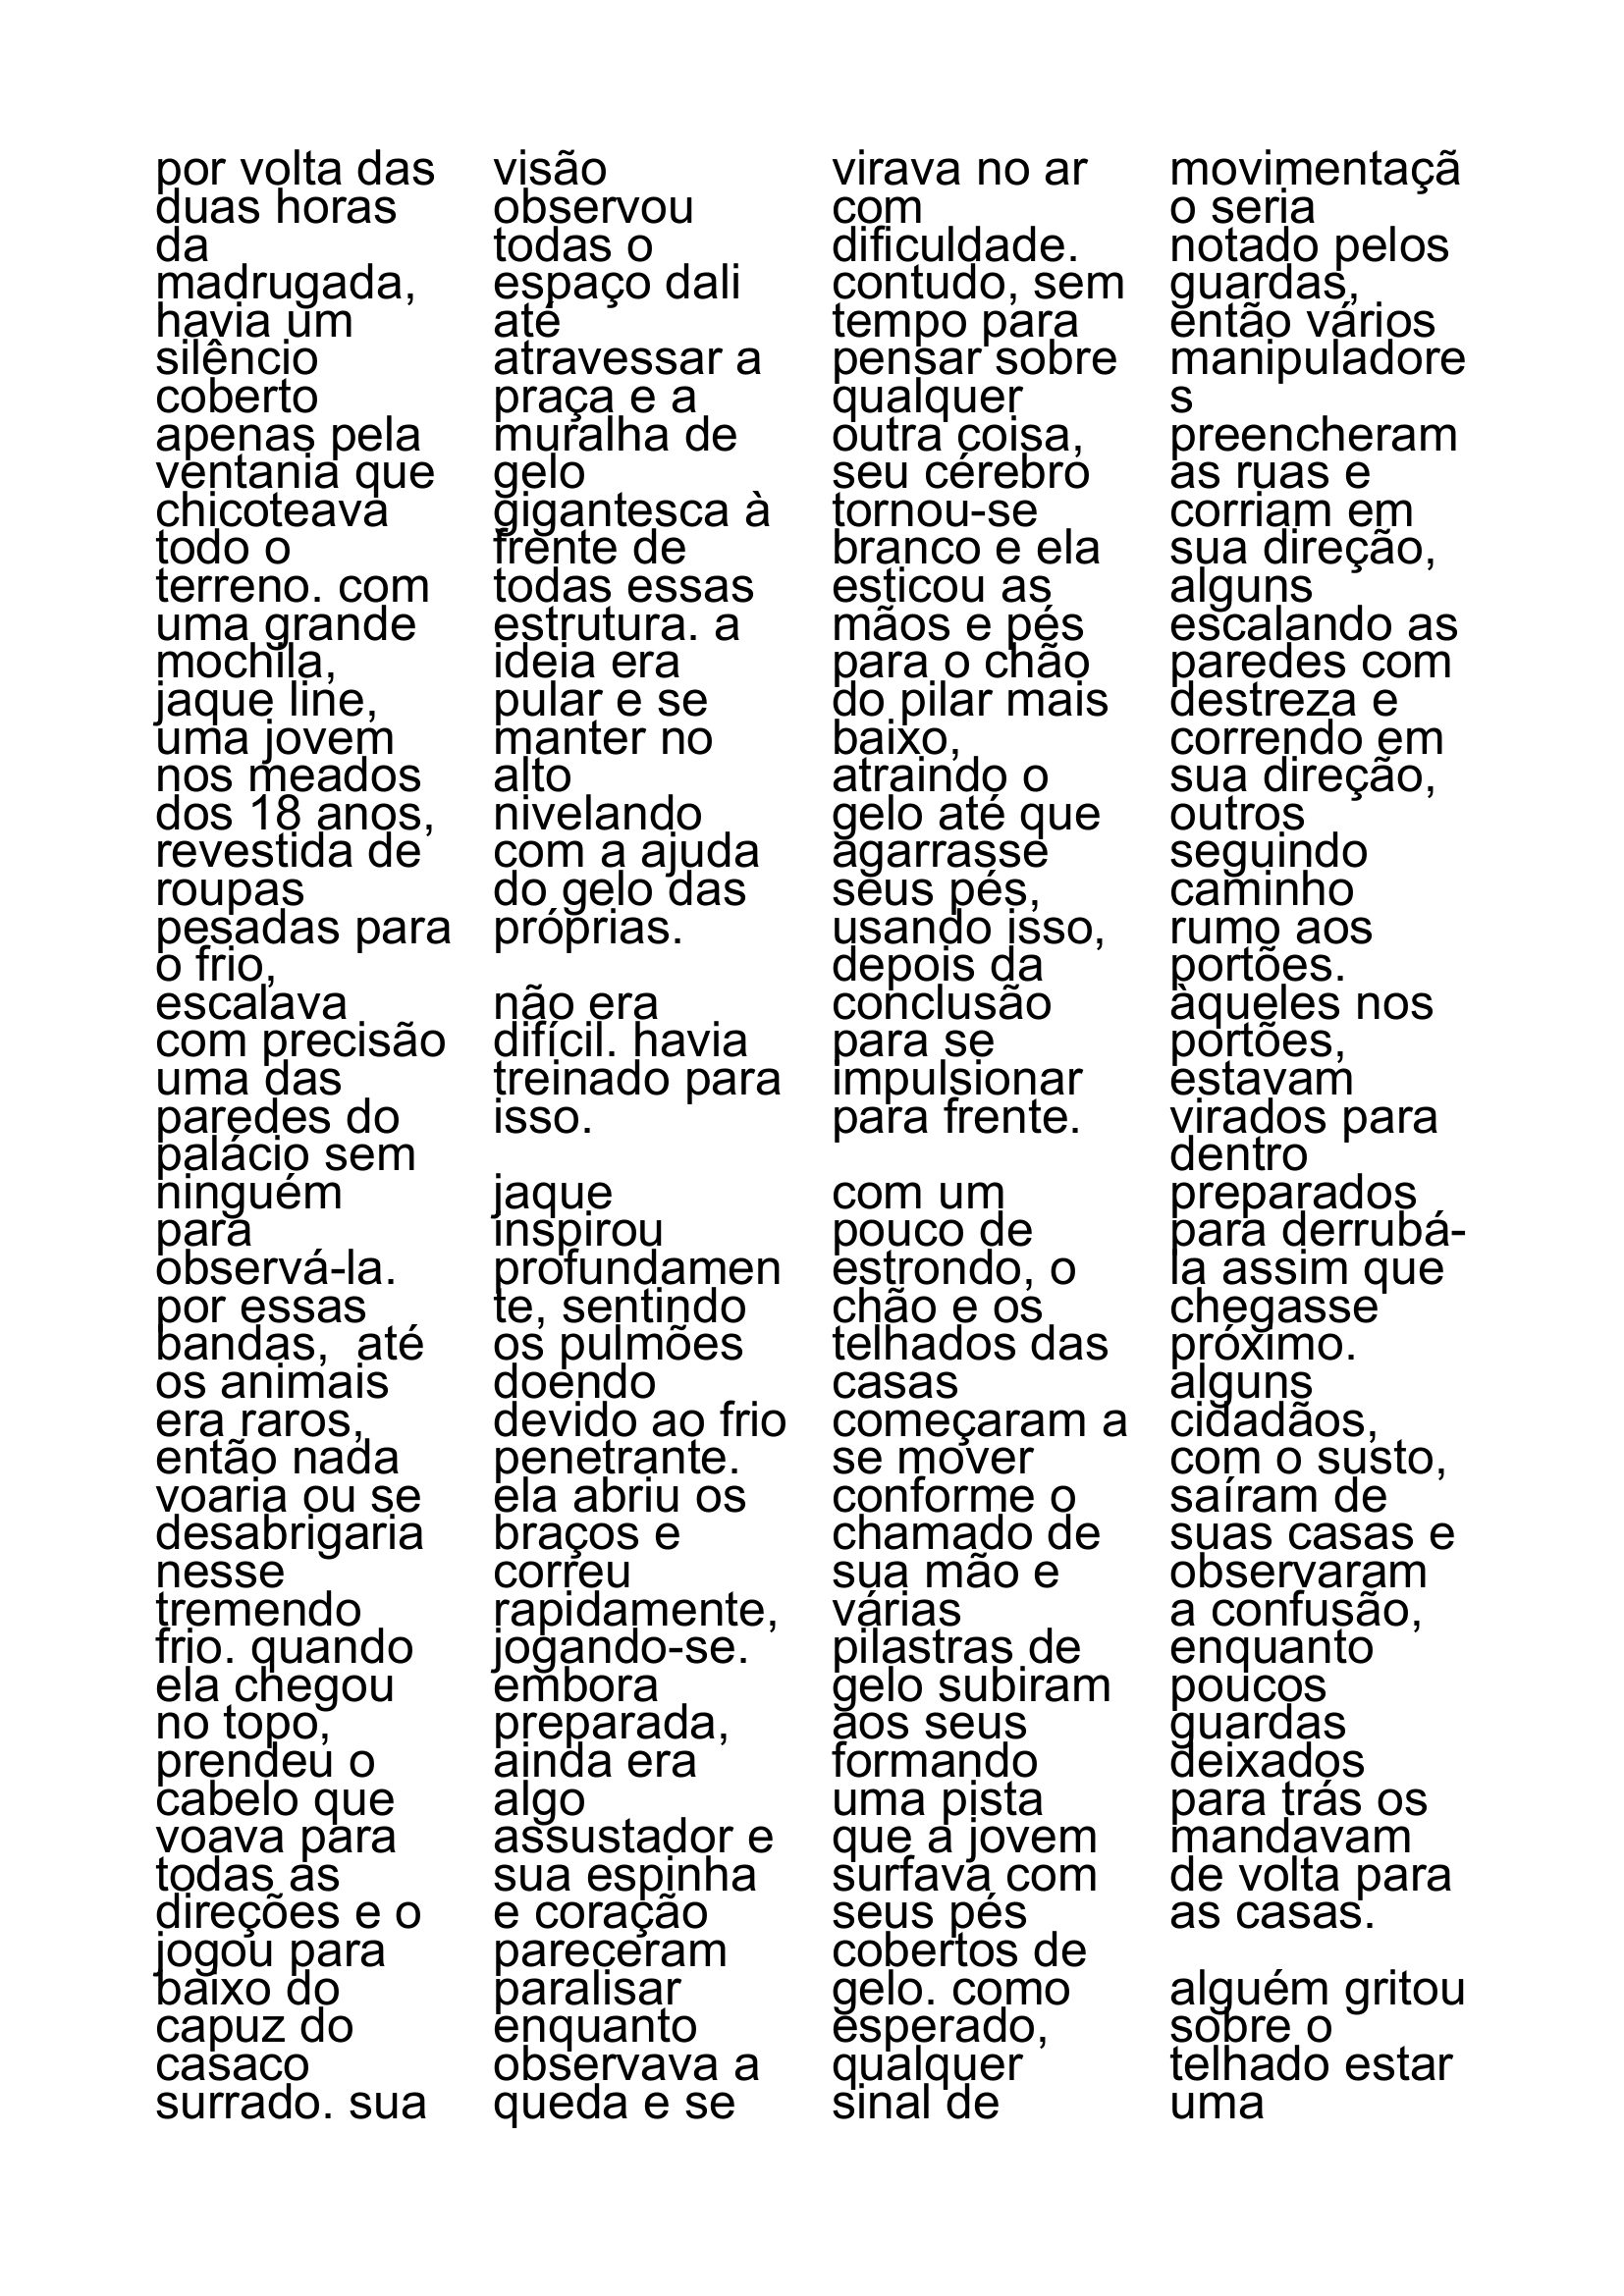 por volta das
duas horas
da
madrugada,
havia um
silêncio
coberto
apenas pela
ventania que
chicoteava
todo o
terreno. com
uma grande
mochila,
jaque line,
uma jovem
nos meados
dos 18 anos,
revestida de
roupas
pesadas para
o frio,
escalava
com precisão
uma das
paredes do
palácio sem
ninguém
para
observá-la.
por essas
bandas,  até
os animais
era raros,
então nada
voaria ou se
desabrigaria
nesse
tremendo
frio. quando
ela chegou
no topo,
prendeu o
cabelo que
voava para
todas as
direções e o
jogou para
baixo do
capuz do
casaco
surrado. sua
visão
observou
todas o
espaço dali
até
atravessar a
praça e a
muralha de
gelo
gigantesca à
frente de
todas essas
estrutura. a
ideia era
pular e se
manter no
alto
nivelando
com a ajuda
do gelo das
próprias.

não era
difícil. havia
treinado para
isso.

jaque
inspirou
profundamen
te, sentindo
os pulmões
doendo
devido ao frio
penetrante.
ela abriu os
braços e
correu
rapidamente,
jogando-se.
embora
preparada,
ainda era
algo
assustador e
sua espinha
e coração
pareceram
paralisar
enquanto
observava a
queda e se
virava no ar
com
dificuldade.
contudo, sem
tempo para
pensar sobre
qualquer
outra coisa,
seu cérebro
tornou-se
branco e ela
esticou as
mãos e pés
para o chão
do pilar mais
baixo,
atraindo o
gelo até que
agarrasse
seus pés,
usando isso,
depois da
conclusão
para se
impulsionar
para frente.

com um
pouco de
estrondo, o
chão e os
telhados das
casas
começaram a
se mover
conforme o
chamado de
sua mão e
várias
pilastras de
gelo subiram
aos seus
formando
uma pista
que a jovem
surfava com
seus pés
cobertos de
gelo. como
esperado,
qualquer
sinal de
movimentaçã
o seria
notado pelos
guardas,
então vários
manipuladore
s
preencheram
as ruas e
corriam em
sua direção,
alguns
escalando as
paredes com
destreza e
correndo em
sua direção,
outros
seguindo
caminho
rumo aos
portões.
àqueles nos
portões,
estavam
virados para
dentro
preparados
para derrubá-
la assim que
chegasse
próximo.
alguns
cidadãos,
com o susto,
saíram de
suas casas e
observaram
a confusão,
enquanto
poucos
guardas
deixados
para trás os
mandavam
de volta para
as casas.

alguém gritou
sobre o
telhado estar
uma